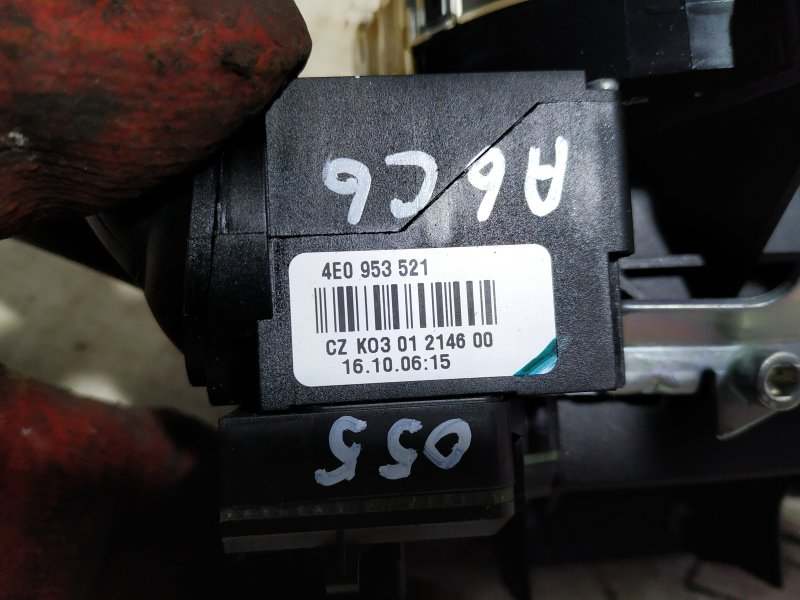 A6C6
4E0 953 521
CZ K03 01 2146 00
16.10.06:15
055